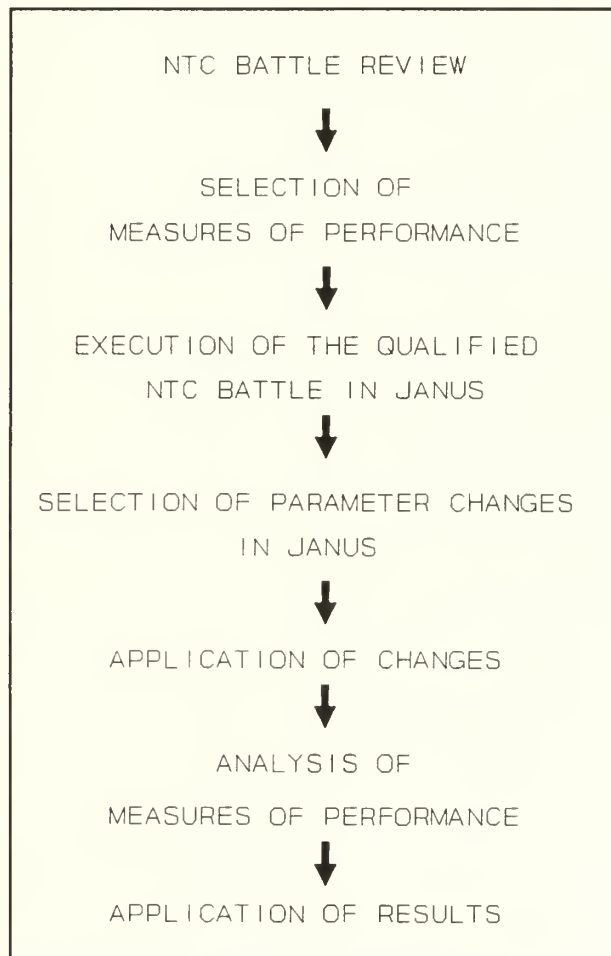 NTC BATTLE REVIEW
SELECTION OF
MEASURES OF PERFORMANCE
EXECUTION OF THE QUALIFIED
NTC BATTLE IN JANUS
SELECTION OF PARAMETER CHANGES
IN JANUS
APPLICATION OF CHANGES
ANALYSIS OF
MEASURES OF PERFORMANCE
APPLICATION OF RESULTS